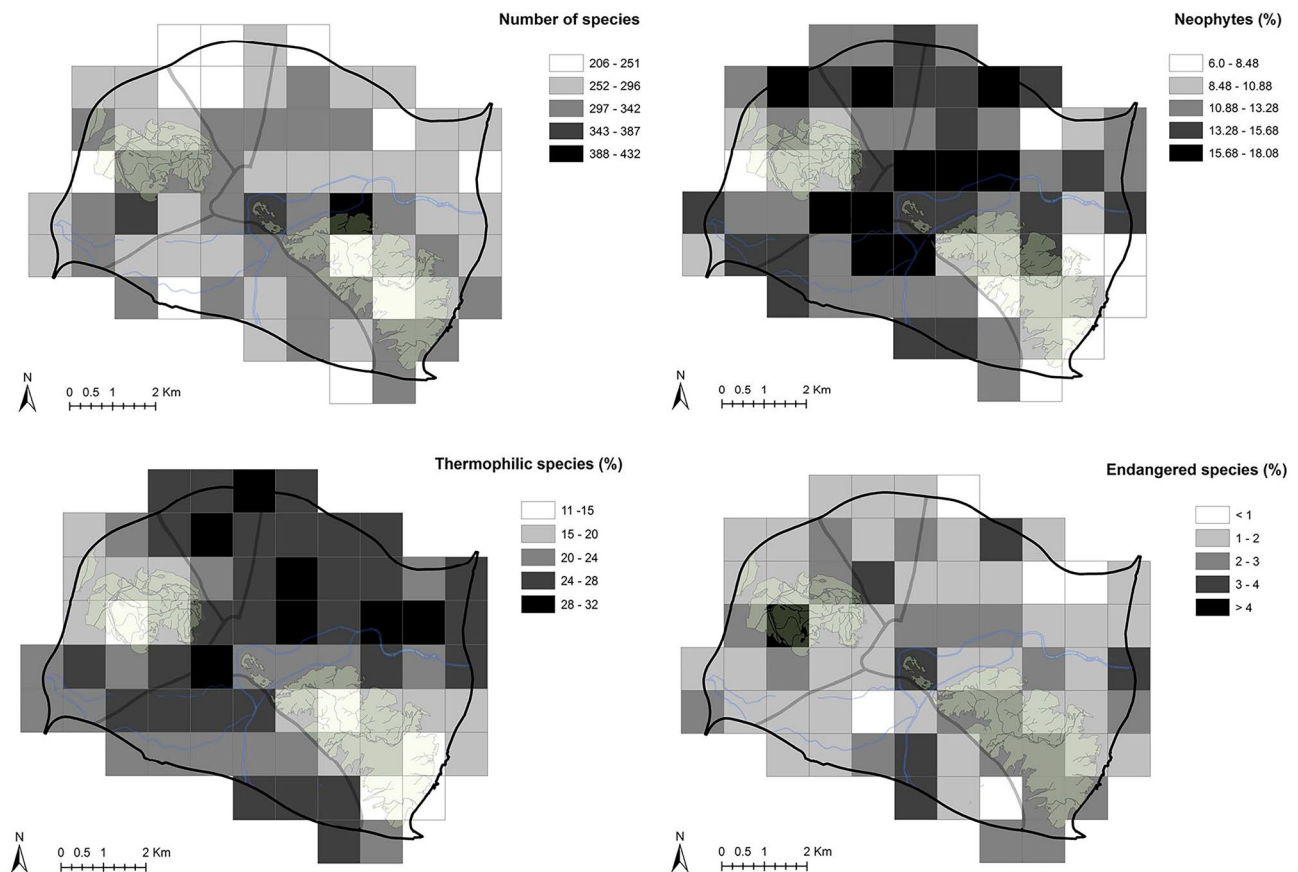 Number of species
206 - 251
252 - 296
297 - 342
343 - 387
388 - 432
N
0 0.5 1 2 Km
Neophytes (%)
6.0 - 8.48
8.48 - 10.88
10.88 - 13.28
13.28 - 15.68
15.68 - 18.08
N
0 0.5 1 2 Km
Thermophilic species (%)
11 -15
15 - 20
20 - 24
24 - 28
28 - 32
N
0 0.5 1 2 Km
Endangered species (%)
< 1
1 - 2
2 - 3
3 - 4
> 4
N
0 0.5 1 2 Km